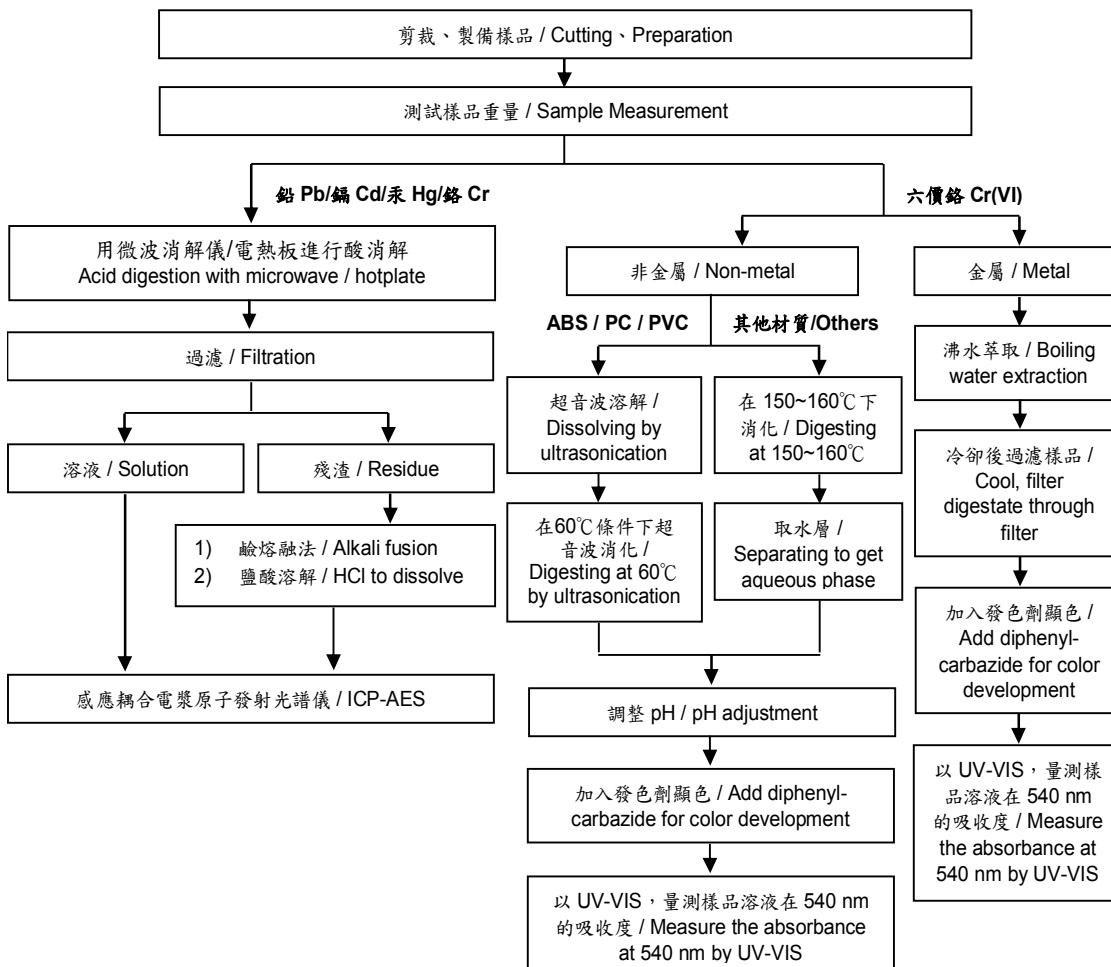 剪裁、製備樣品 / Cutting、Preparation
測試樣品重量 / Sample Measurement
鉛 Pb/鎘 Cd/汞 Hg/鉻 Cr
六價鉻 Cr(VI)
用微波消解儀/電熱板進行酸消解
Acid digestion with microwave / hotplate
過濾 / Filtration
溶液 / Solution
殘渣 / Residue
1) 鹼熔融法 / Alkali fusion
2) 鹽酸溶解 / HCl to dissolve
感應耦合電漿原子發射光譜儀 / ICP-AES
非金屬 / Non-metal
ABS / PC / PVC
其他材質/Others
超音波溶解 /
Dissolving by
ultrasonication
在60℃條件下超
音波消化 /
Digesting at 60℃
by ultrasonication
在 150~160℃下
消化 / Digesting
at 150~160℃
取水層 /
Separating to get
aqueous phase
調整 pH / pH adjustment
加入發色劑顯色 / Add diphenyl-
carbazide for color development
以 UV-VIS，量測樣品溶液在 540 nm
的吸收度 / Measure the absorbance
at 540 nm by UV-VIS
金屬 / Metal
沸水萃取 / Boiling
water extraction
冷卻後過濾樣品 /
Cool, filter
digestate through
filter
加入發色劑顯色 /
Add diphenyl-
carbazide for color
development
以 UV-VIS，量測樣
品溶液在 540 nm
的吸收度 / Measure
the absorbance at
540 nm by UV-VIS